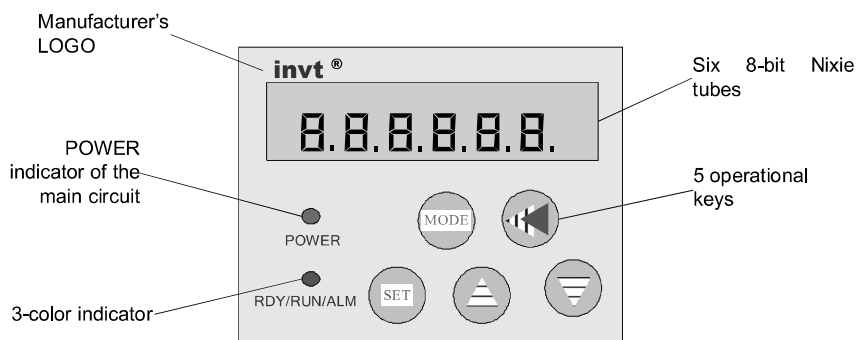 Manufacturer's
LOGO
invt ®
8.8.8.8.8.8.
Six 8-bit Nixie
tubes
POWER
indicator of the
main circuit
5 operational
keys
MODE
POWER
SET
RDY/RUN/ALM
3-color indicator